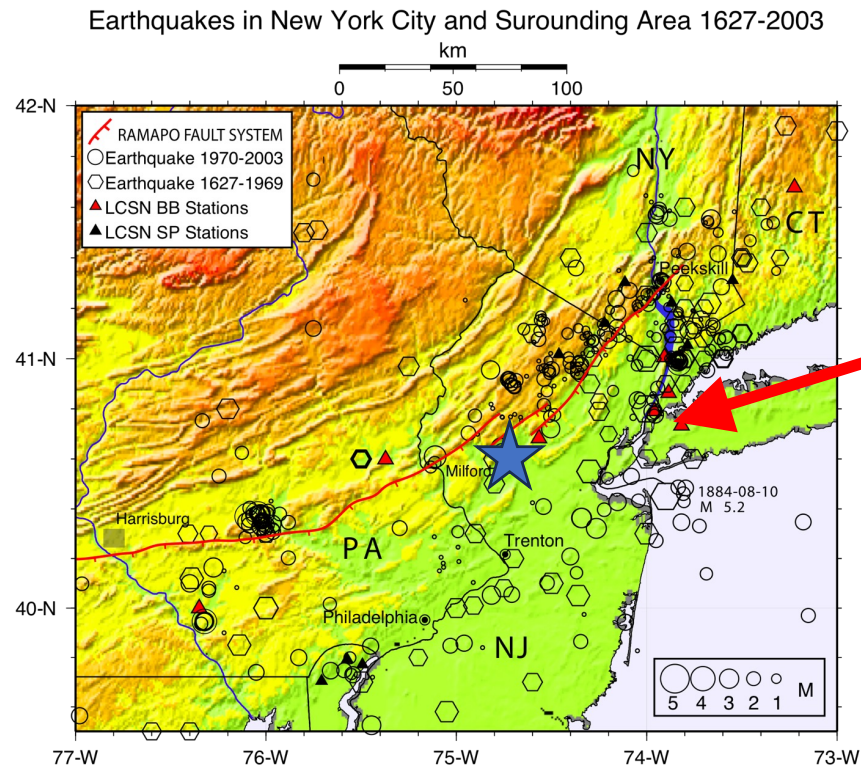 Earthquakes in New York City and Surounding Area 1627-2003
km
0 50 100
42-N
41-N
40-N
RAMAPO FAULT SYSTEM
Earthquake 1970-2003
Earthquake 1627-1969
LCSN BB Stations
LCSN SP Stations
NY
CT
Peekskill
Milford
1884-08-10
M 5.2
Harrisburg
PA
Trenton
Philadelphia
NJ
5 4 3 2 1 M
77-W 76-W 75-W 74-W 73-W